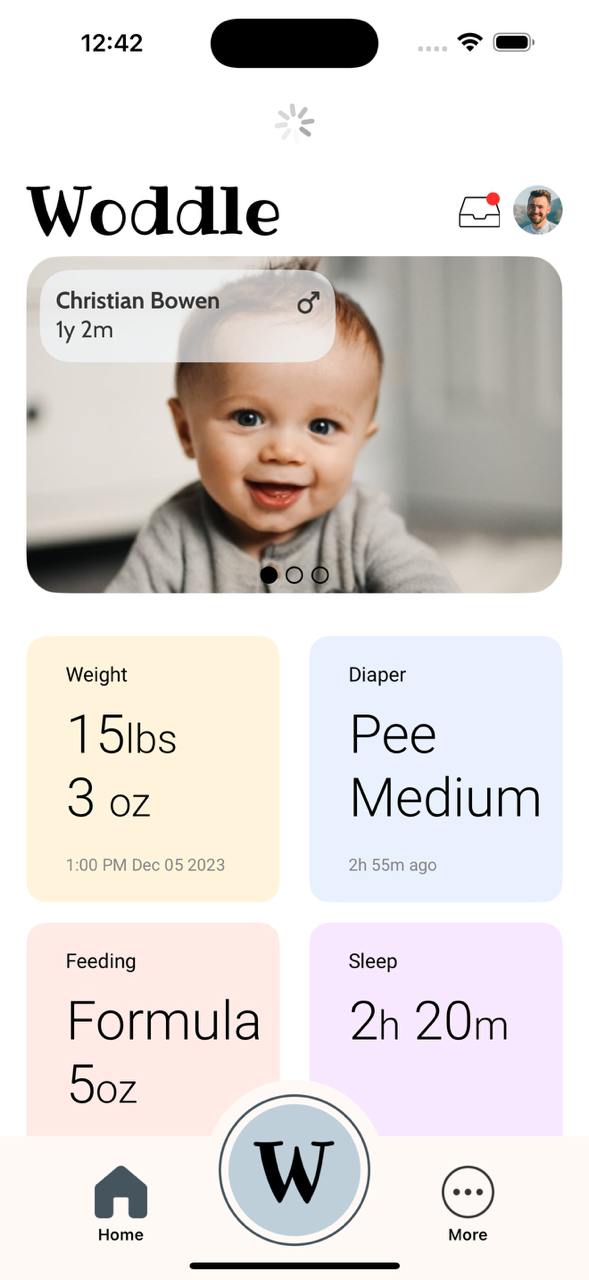 12:42
Woddle
Christian Bowen
1y 2m
Weight
15lbs
3 oz
1:00 PM Dec 05 2023
Diaper
Pee
Medium
2h 55m ago
Feeding
Formula
5oz
Sleep
2h 20m
W
Home
More